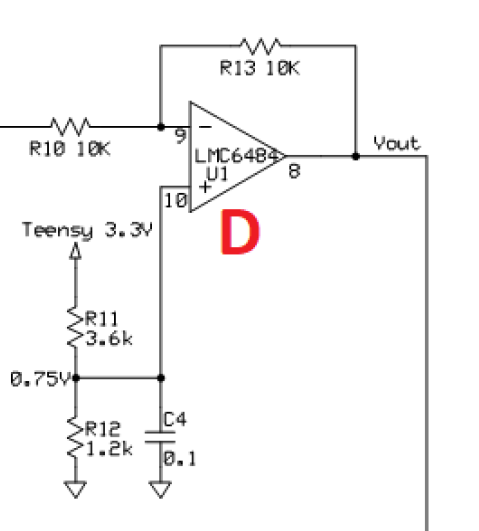 R13 10K
R10 10K
9
−
LMC6484
U1
8
Vout
+
10
D
Teensy 3.3V
R11
3.6k
0.75V
R12
1.2k
C4
0.1